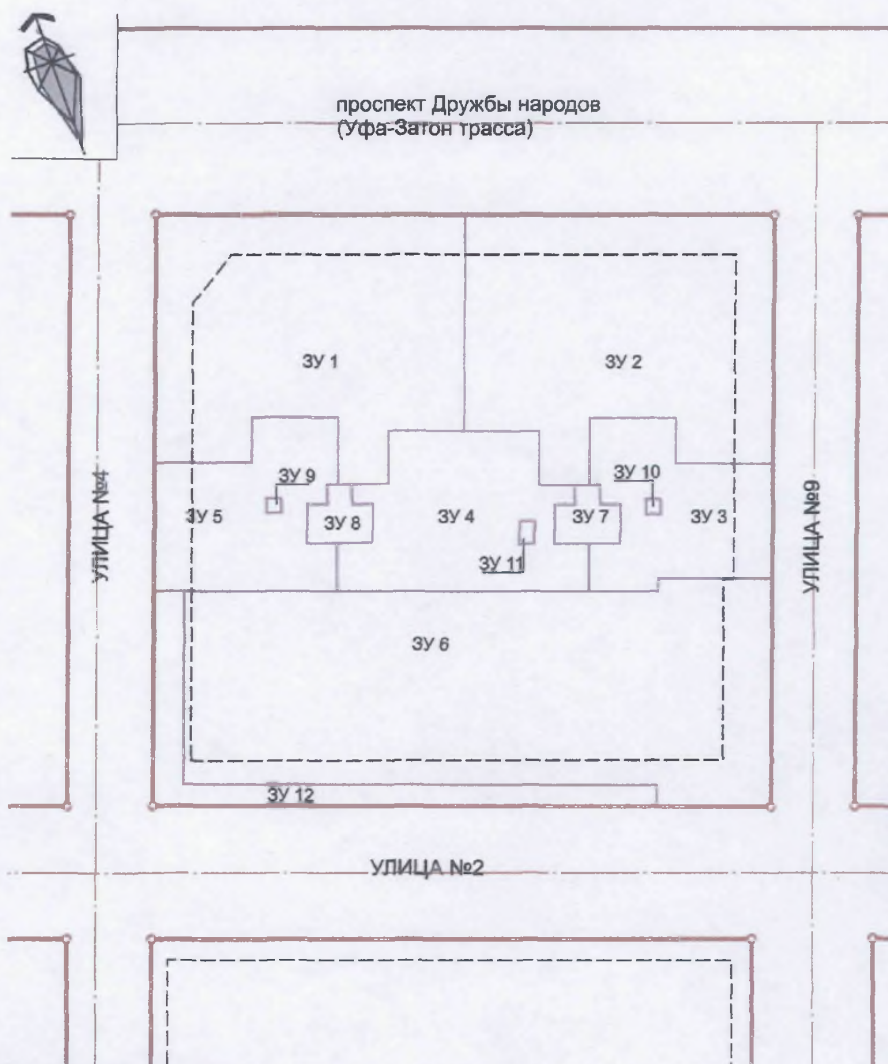 проспект Дружбы народов
(Уфа-Затон трасса)
ЗУ 1
ЗУ 2
ЗУ 9
ЗУ 10
ЗУ 5
ЗУ 8
ЗУ 4
ЗУ 7
ЗУ 3
ЗУ 11
УЛИЦА №4
УЛИЦА №9
ЗУ 6
ЗУ 12
УЛИЦА №2